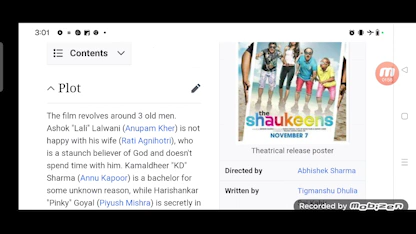 3:01
Contents
Plot
The film revolves around 3 old men.
Ashok "Lali" Lalwani (Anupam Kher) is not
happy with his wife (Rati Agnihotri), who
is a staunch believer of God and doesn't
spend time with him. Kamaldheer "KD"
Sharma (Annu Kapoor) is a bachelor for
some unknown reason, while Harishankar
"Pinky" Goyal (Piyush Mishra) is secretly in
the
shaukeens
NOVEMBER 7
Theatrical release poster
Directed by Abhishek Sharma
Written by Tigmanshu Dhulia
Recorded by Mobizen